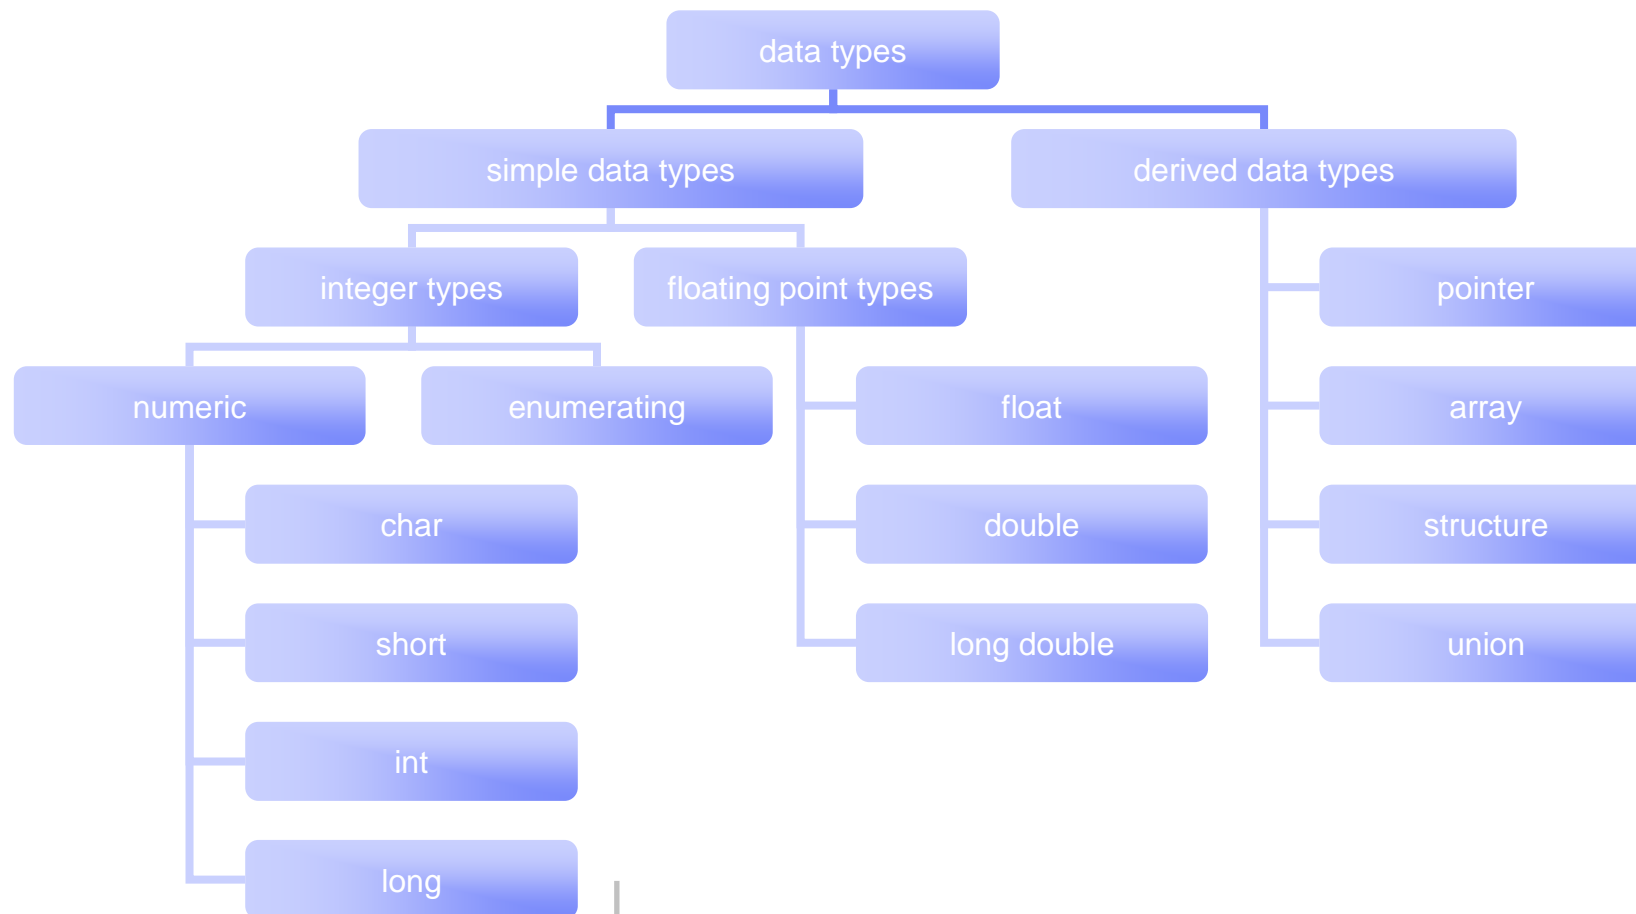 data types
simple data types
derived data types
integer types
floating point types
pointer
numeric
enumerating
float
array
char
double
structure
short
long double
union
int
long